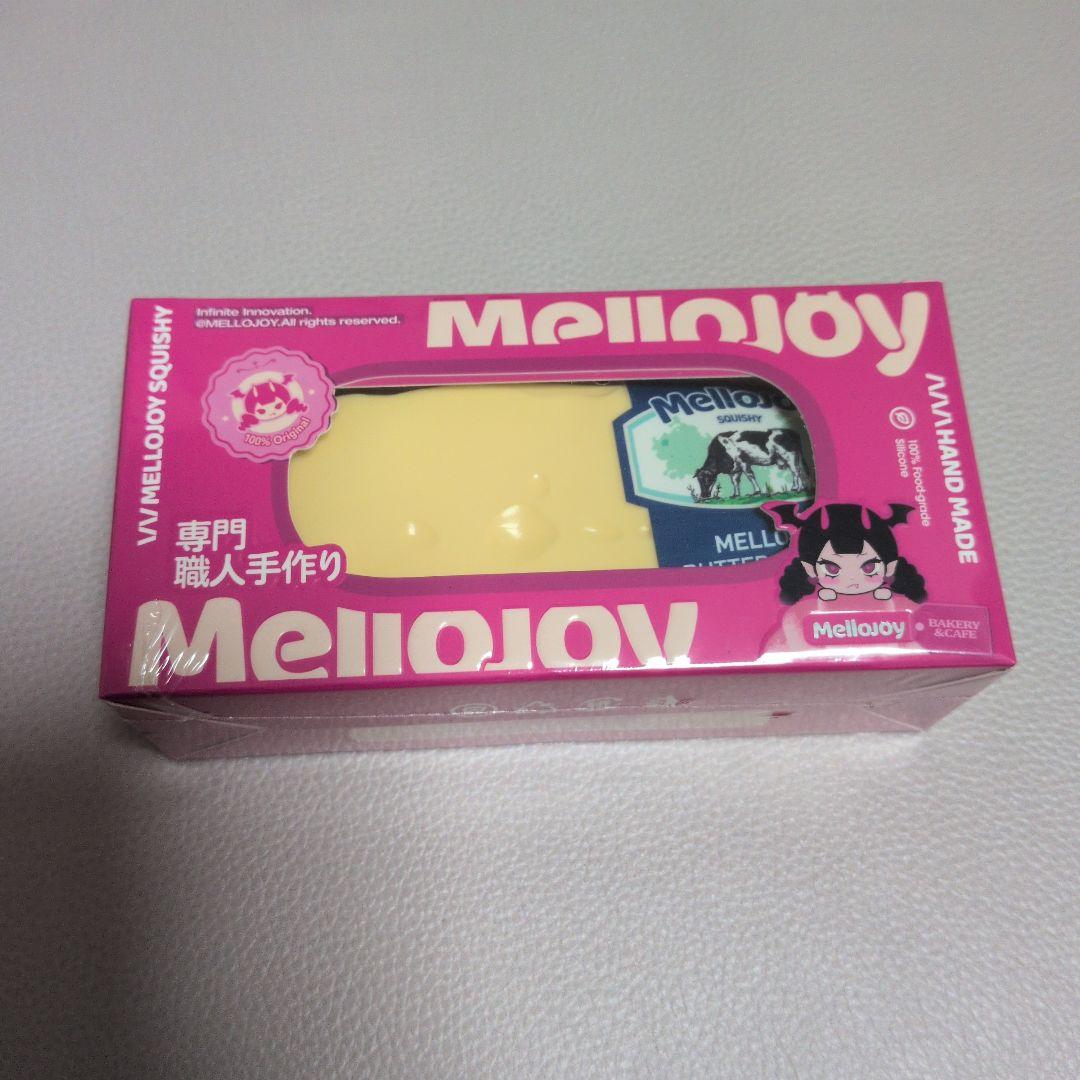 Infinite Innovation.
@MELLOJOY.All rights reserved.
Mellojoy
MELLOJOY SQUISHY
100% Original
専門
職人手作り
Mellojoy
SQUISHY
HAND MADE
100% Food-grade
Silicone
Mellojoy
Mellojoy • BAKERY
&CAFE